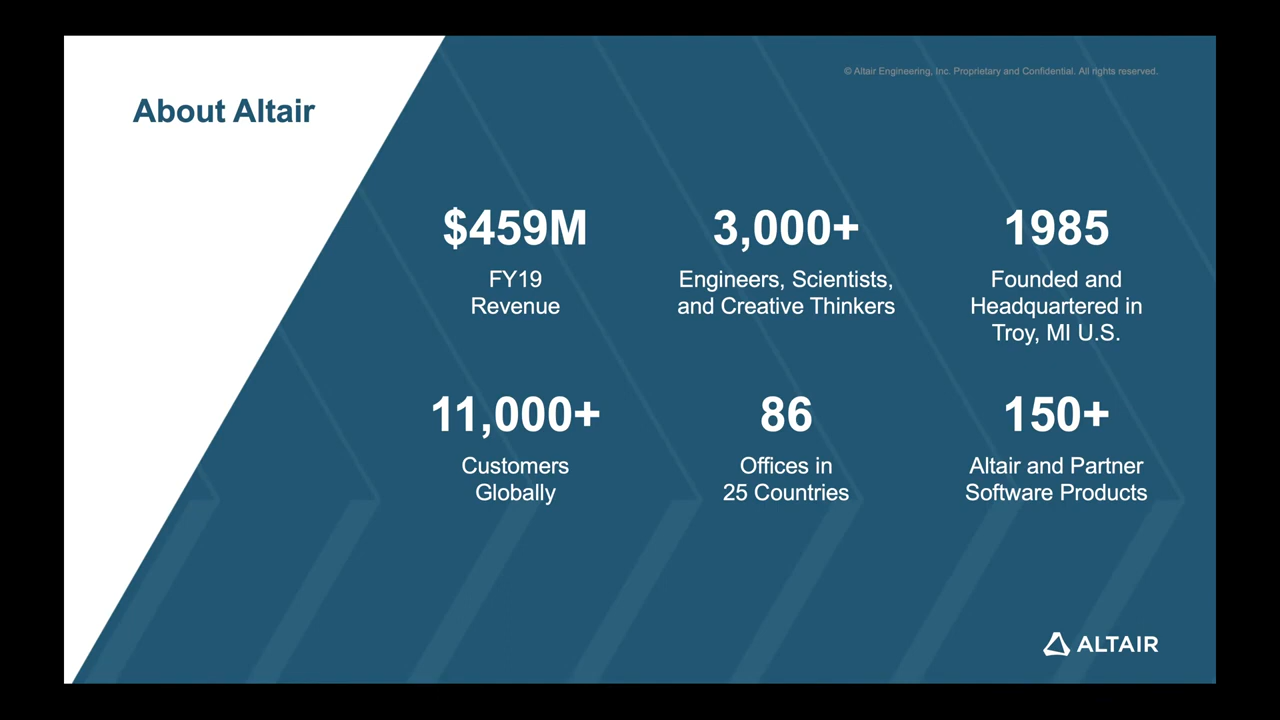 © Altair Engineering, Inc. Proprietary and Confidential. All rights reserved.
About Altair
$459M
FY19
Revenue
3,000+
Engineers, Scientists,
and Creative Thinkers
1985
Founded and
Headquartered in
Troy, MI U.S.
11,000+
Customers
Globally
86
Offices in
25 Countries
150+
Altair and Partner
Software Products
ALTAIR